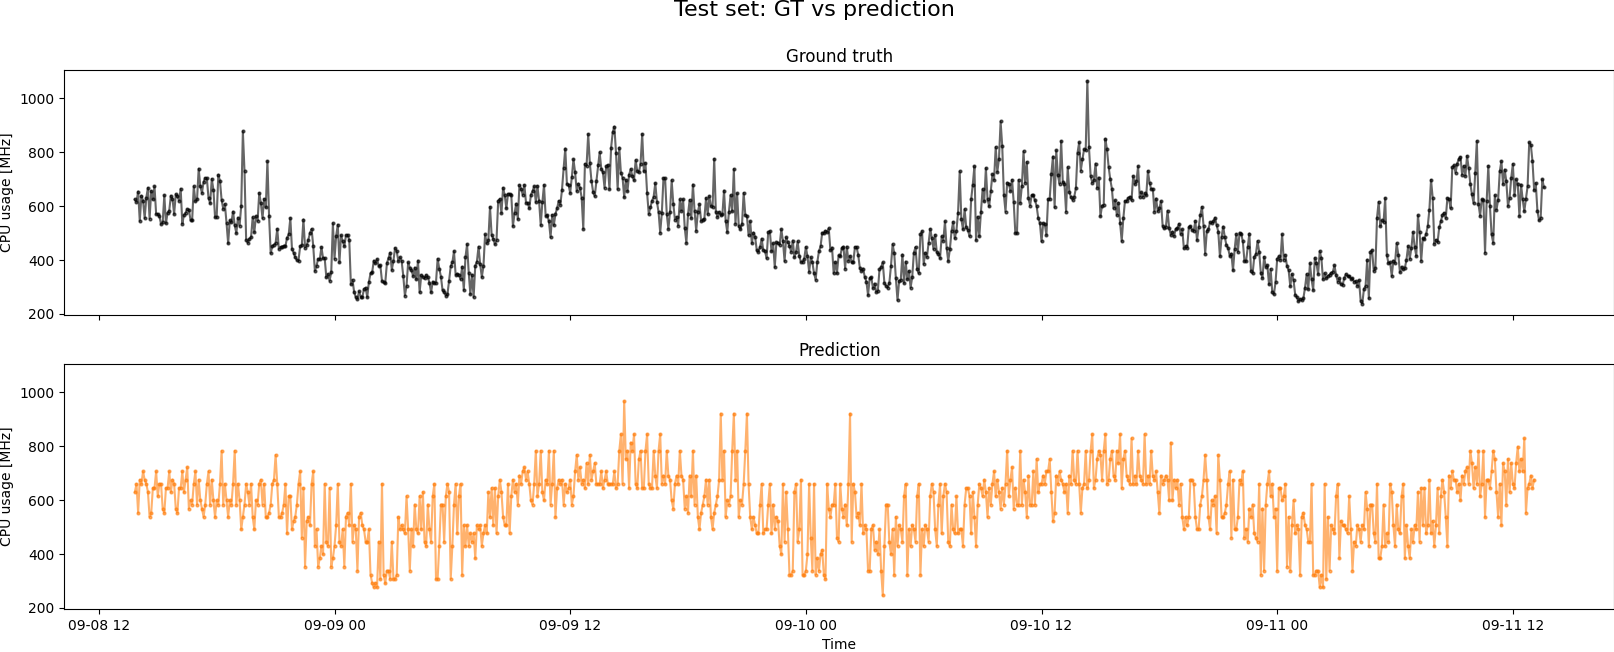 Test set: GT vs prediction
Ground truth
CPU usage [MHz]
1000
800
600
400
200
Prediction
CPU usage [MHz]
1000
800
600
400
200
09-08 12
09-09 00
09-09 12
09-10 00
09-10 12
09-11 00
09-11 12
Time